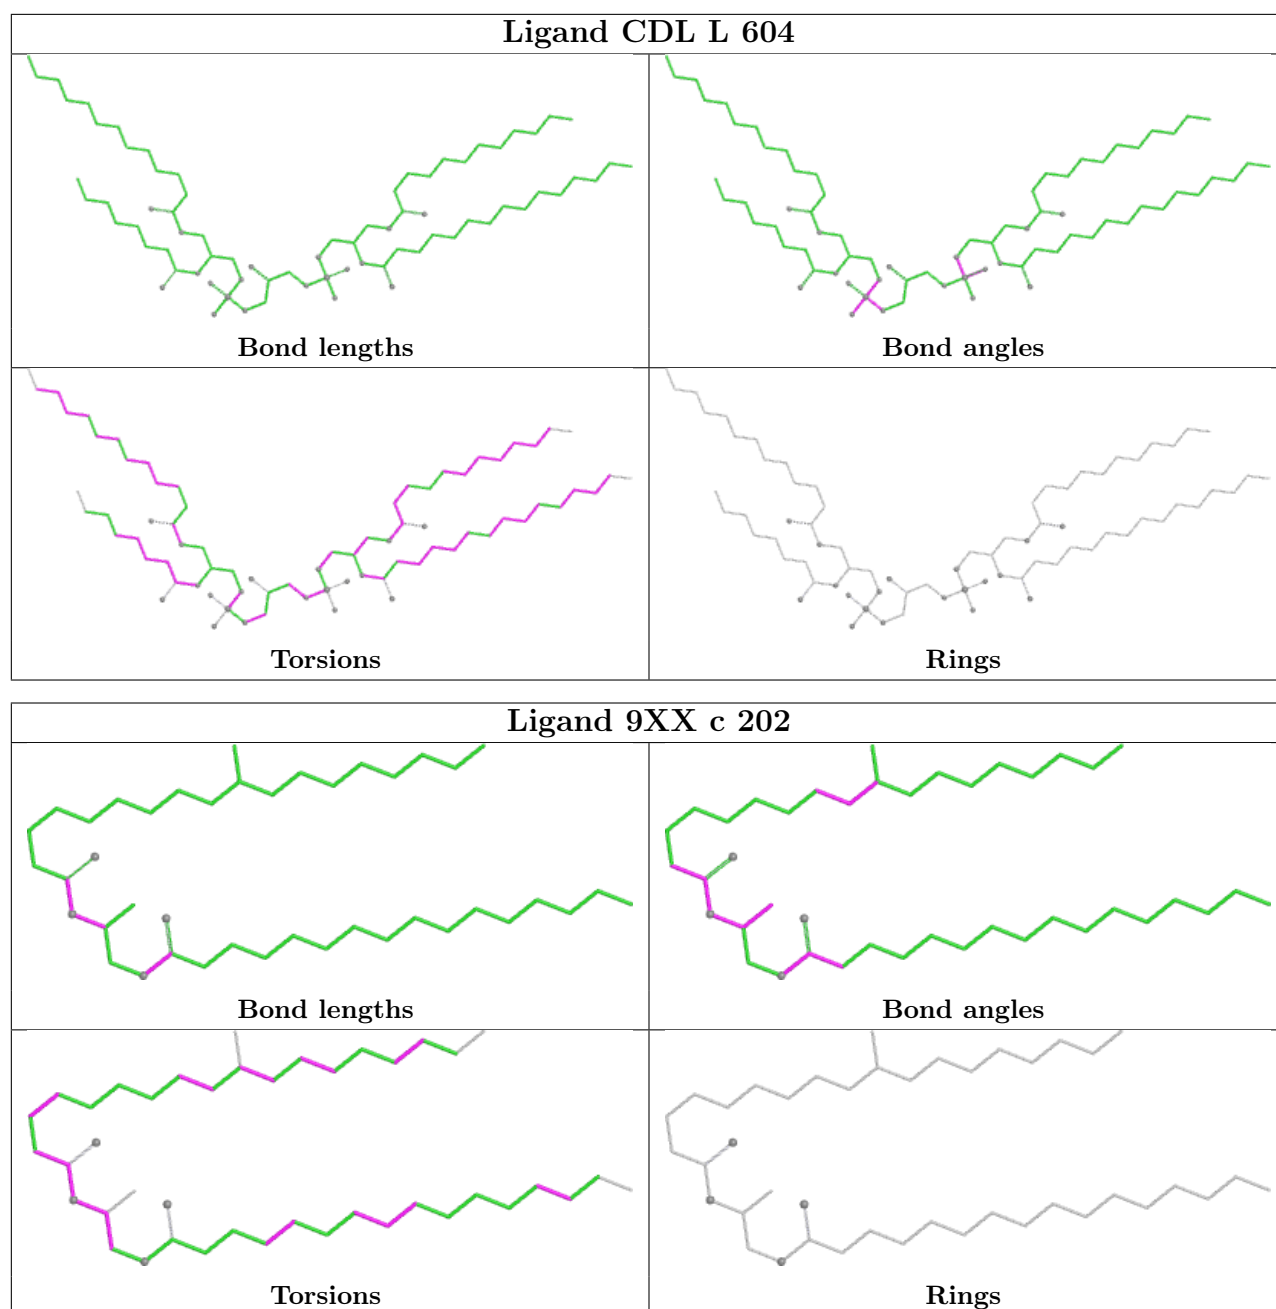 Ligand CDL L 604
Bond lengths
Bond angles
Torsions
Rings
Ligand 9XX c 202
Bond lengths
Bond angles
Torsions
Rings